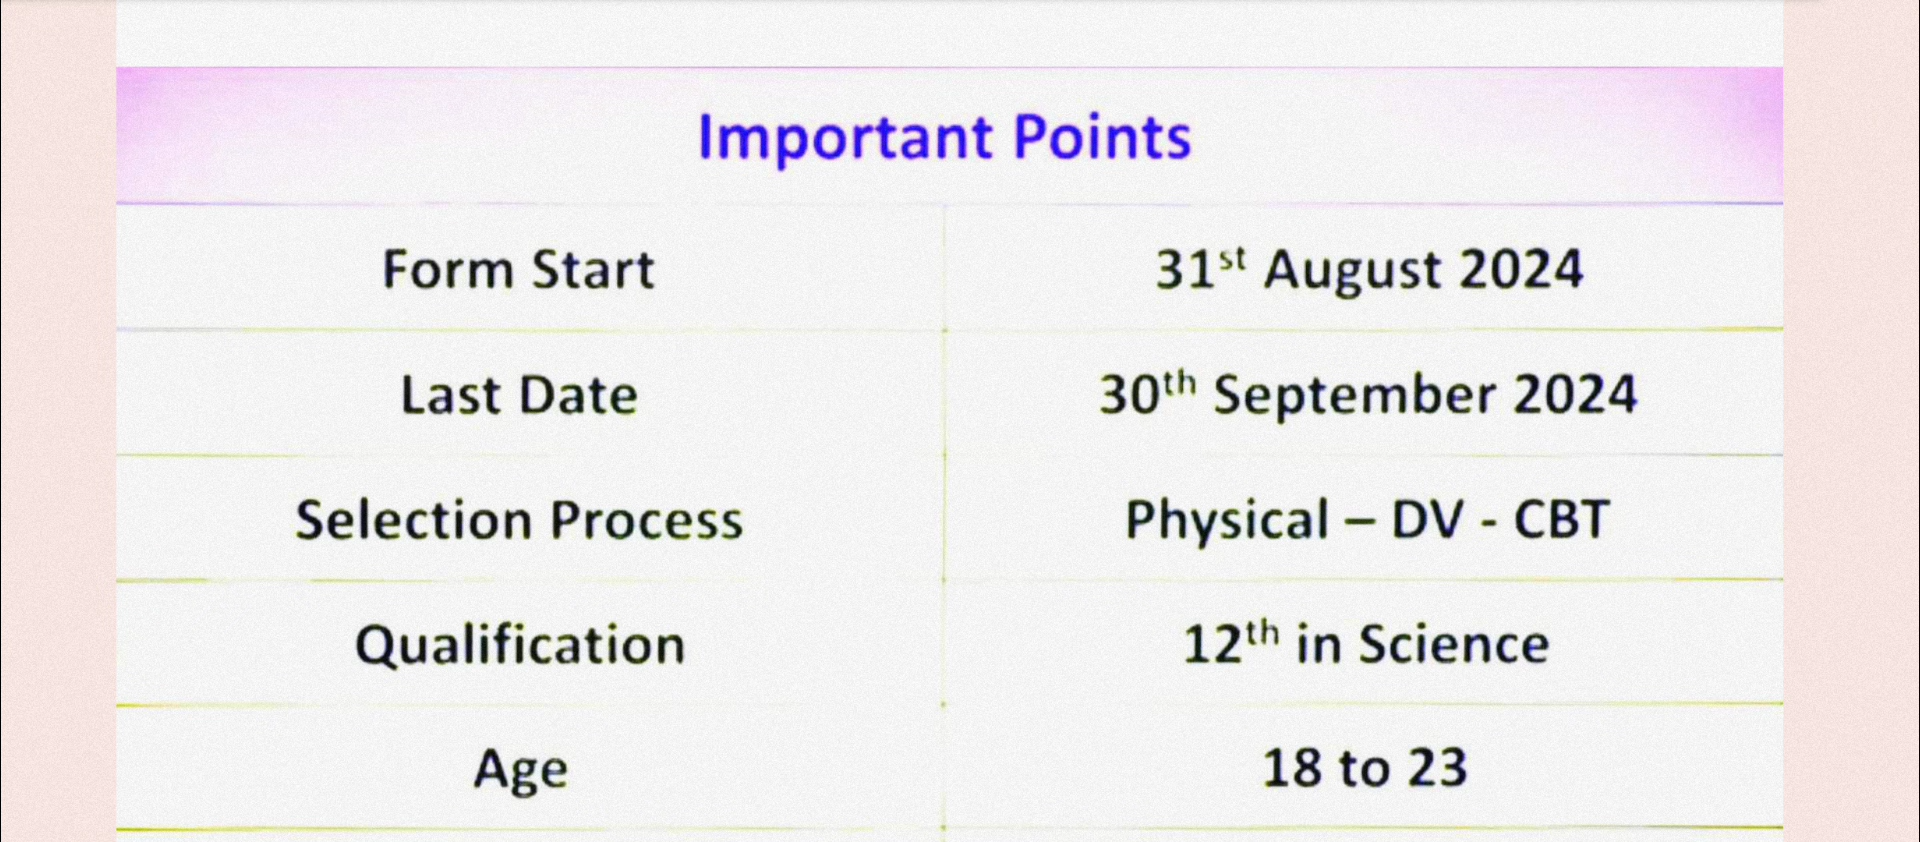 Important Points
Form Start 31st August 2024
Last Date 30th September 2024
Selection Process Physical – DV - CBT
Qualification 12th in Science
Age 18 to 23